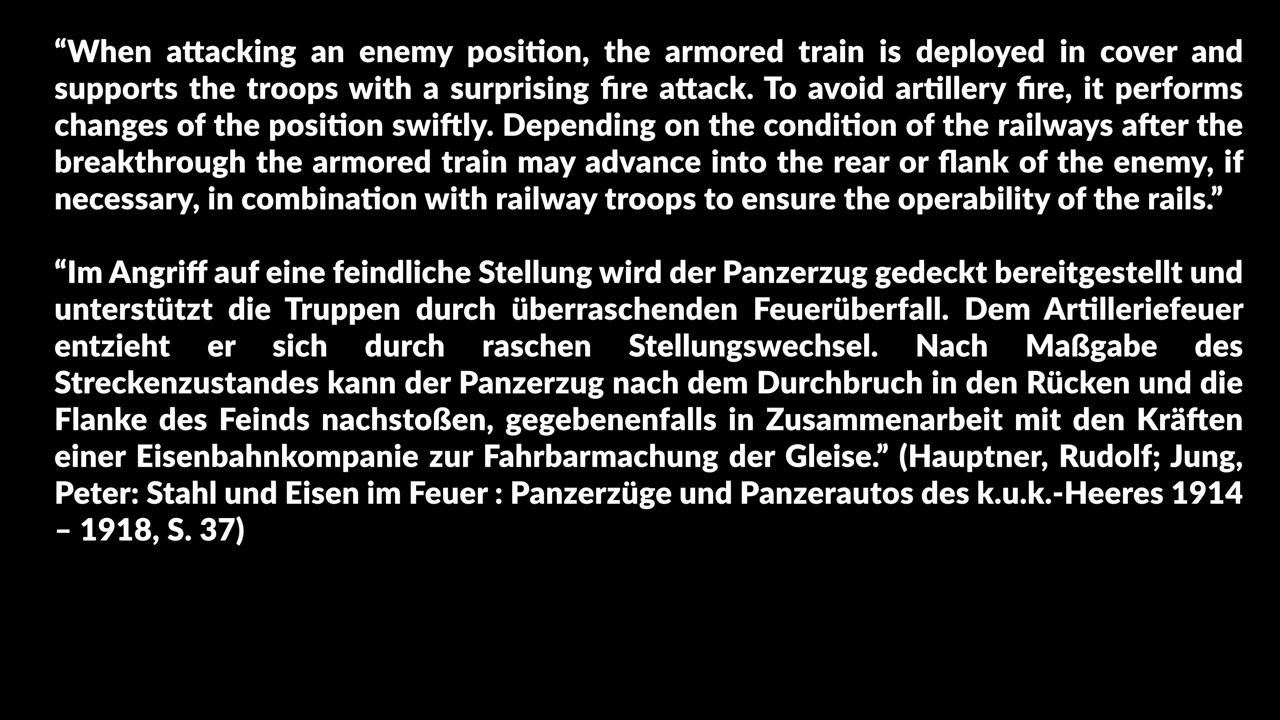 “When attacking an enemy position, the armored train is deployed in cover and
supports the troops with a surprising fire attack. To avoid artillery fire, it performs
changes of the position swiftly. Depending on the condition of the railways after the
breakthrough the armored train may advance into the rear or flank of the enemy, if
necessary, in combination with railway troops to ensure the operability of the rails.”
“Im Angriff auf eine feindliche Stellung wird der Panzerzug gedeckt bereitgestellt und
unterstützt die Truppen durch überraschenden Feuerüberfall. Dem Artilleriefeuer
entzieht er sich durch raschen Stellungswechsel. Nach Maßgabe des
Streckenzustandes kann der Panzerzug nach dem Durchbruch in den Rücken und die
Flanke des Feinds nachstoßen, gegebenenfalls in Zusammenarbeit mit den Kräften
einer Eisenbahnkompanie zur Fahrbarmachung der Gleise.” (Hauptner, Rudolf; Jung,
Peter: Stahl und Eisen im Feuer : Panzerzüge und Panzerautos des k.u.k.-Heeres 1914
– 1918, S. 37)